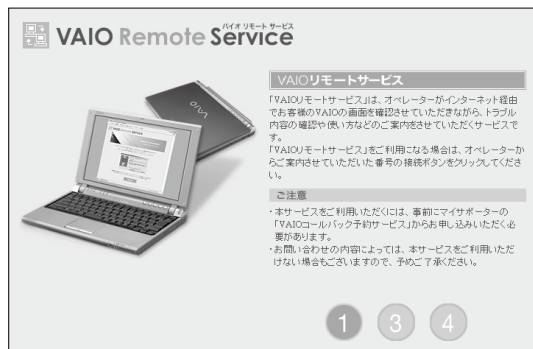 バイオ リモート サービス
VAIO Remote Service
VAIOリモートサービス
「VAIOリモートサービス」は、オペレーターがインターネット経由
でお客様のVAIOの画面を確認させていただきながら、トラブル
内容の確認や使い方などのご案内をさせていただくサービスで
す。
「VAIOリモートサービス」をご利用になる場合は、オペレーターか
らご案内させていただいた番号の接続ボタンをクリックしてくださ
い。
ご注意
・本サービスをご利用いただくには、事前にマイサポーターの
「VAIOコールバック予約サービス」からお申し込みいただく必
要があります。
・お問い合わせの内容によっては、本サービスをご利用いただ
けない場合もございますので、予めご了承ください。
1 3 4